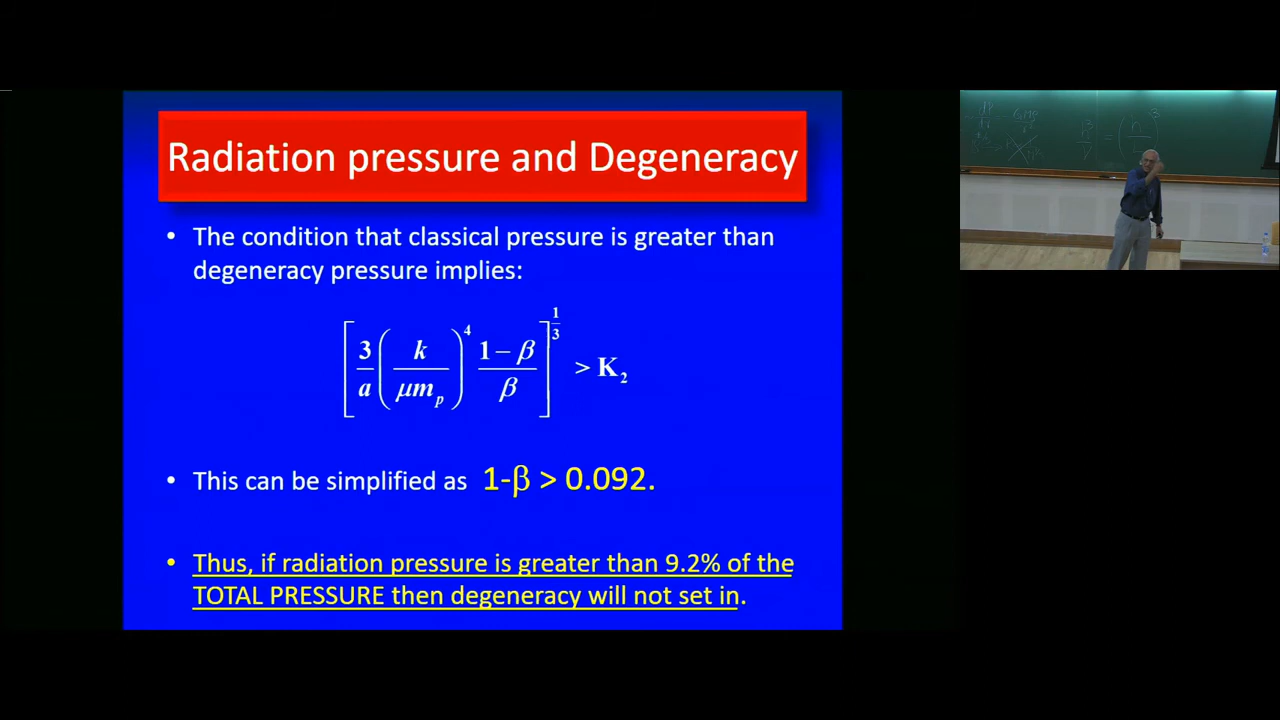 Radiation pressure and Degeneracy
• The condition that classical pressure is greater than
degeneracy pressure implies:
[3/a (k/μm_p)^4 (1−β)/β]^(1/3) > K_2
• This can be simplified as 1-β > 0.092.
• Thus, if radiation pressure is greater than 9.2% of the
TOTAL PRESSURE then degeneracy will not set in.